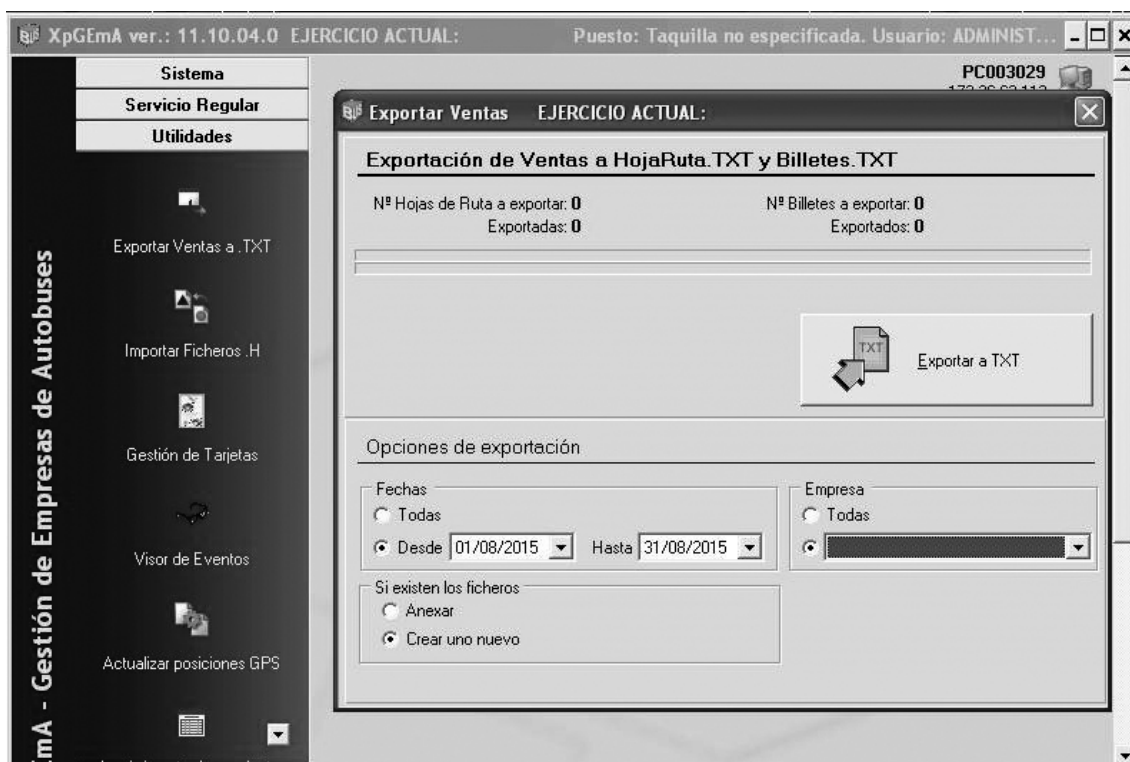 XpGEmA ver.: 11.10.04.0 EJERCICIO ACTUAL: Puesto: Taquilla no especificada. Usuario: ADMINIST...
Sistema
Servicio Regular
Utilidades
Exportar Ventas a .TXT
Importar Ficheros .H
Gestión de Tarjetas
Visor de Eventos
Actualizar posiciones GPS
EmA - Gestión de Empresas de Autobuses
PC003029
Exportar Ventas EJERCICIO ACTUAL:
Exportación de Ventas a HojaRuta.TXT y Billetes.TXT
Nº Hojas de Ruta a exportar: 0 Nº Billetes a exportar: 0
Exportadas: 0 Exportados: 0
TXT
Exportar a TXT
Opciones de exportación
Fechas
Todas
Desde 01/08/2015 Hasta 31/08/2015
Empresa
Todas
Si existen los ficheros
Anexar
Crear uno nuevo